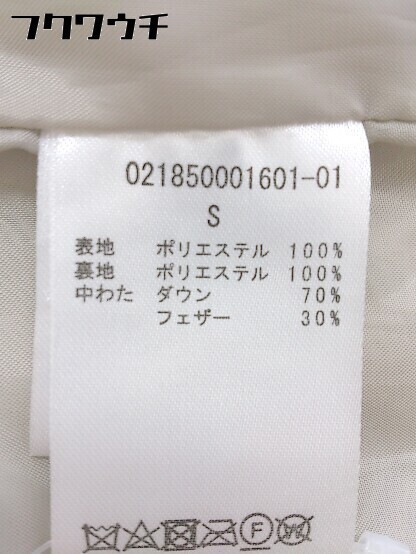 フクワウチ
021850001601-01
S
表地 ポリエステル 100%
裏地 ポリエステル 100%
中わた ダウン 70%
フェザー 30%
F W